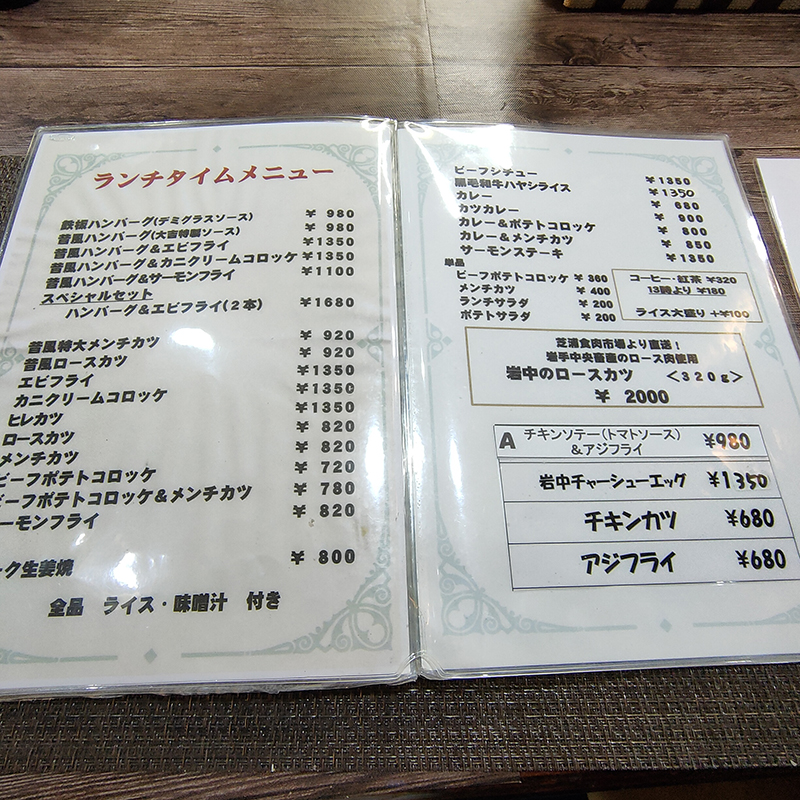 ランチタイムメニュー
鉄板ハンバーグ(デミグラスソース) ¥ 980
昔風ハンバーグ(大吉特製ソース) ¥ 980
昔風ハンバーグ&エビフライ ¥1350
昔風ハンバーグ&カニクリームコロッケ ¥1350
昔風ハンバーグ&サーモンフライ ¥1100
スペシャルセット
ハンバーグ&エビフライ(2本) ¥1680
昔風特大メンチカツ ¥ 920
昔風ロースカツ ¥ 920
エビフライ ¥1350
カニクリームコロッケ ¥1350
ヒレカツ ¥1350
ロースカツ ¥ 820
メンチカツ ¥ 820
ビーフポテトコロッケ ¥ 720
ビーフポテトコロッケ&メンチカツ ¥ 780
ーモンフライ ¥ 820
ーク生姜焼 ¥ 800
全品 ライス・味噌汁 付き
ビーフシチュー ¥1350
黒毛和牛ハヤシライス ¥1350
カレー ¥ 680
カツカレー ¥ 900
カレー&ポテトコロッケ ¥ 800
カレー&メンチカツ ¥ 850
サーモンステーキ ¥1350
単品
ビーフポテトコロッケ ¥ 360
メンチカツ ¥ 400
ランチサラダ ¥ 200
ポテトサラダ ¥ 200
コーヒー・紅茶 ¥320
13時より ¥180
ライス大盛り +¥100
芝浦食肉市場より直送!
岩手中央畜産のロース肉使用
岩中のロースカツ <320g>
¥ 2000
A チキンソテー(トマトソース) ¥980
&アジフライ
岩中チャーシューエッグ ¥1350
チキンカツ ¥680
アジフライ ¥680